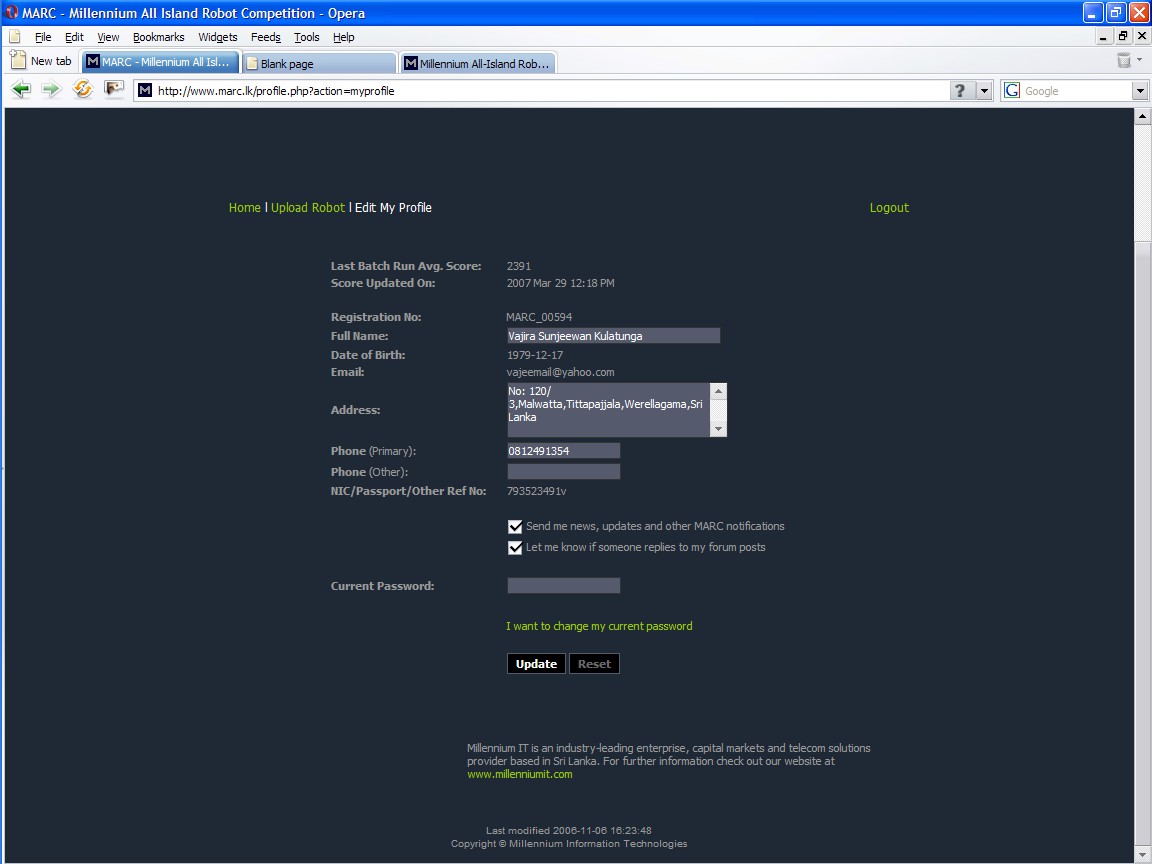 MARC - Millennium All Island Robot Competition - Opera
File Edit View Bookmarks Widgets Feeds Tools Help
New tab MARC - Millennium All Isl... Blank page Millennium All-Island Rob...
http://www.marc.lk/profile.php?action=myprofile ? G Google
Home | Upload Robot | Edit My Profile Logout
Last Batch Run Avg. Score: 2391
Score Updated On: 2007 Mar 29 12:18 PM
Registration No: MARC_00594
Full Name: Vajira Sunjeewan Kulatunga
Date of Birth: 1979-12-17
Email: vajeemail@yahoo.com
Address: No: 120/
3,Malwatta,Tittapajjala,Werellagama,Sri
Lanka
Phone (Primary): 0812491354
Phone (Other):
NIC/Passport/Other Ref No: 793523491v
Send me news, updates and other MARC notifications
Let me know if someone replies to my forum posts
Current Password:
I want to change my current password
Update Reset
Millennium IT is an industry-leading enterprise, capital markets and telecom solutions
provider based in Sri Lanka. For further information check out our website at
www.millenniumit.com
Last modified 2006-11-06 16:23:48
Copyright © Millennium Information Technologies